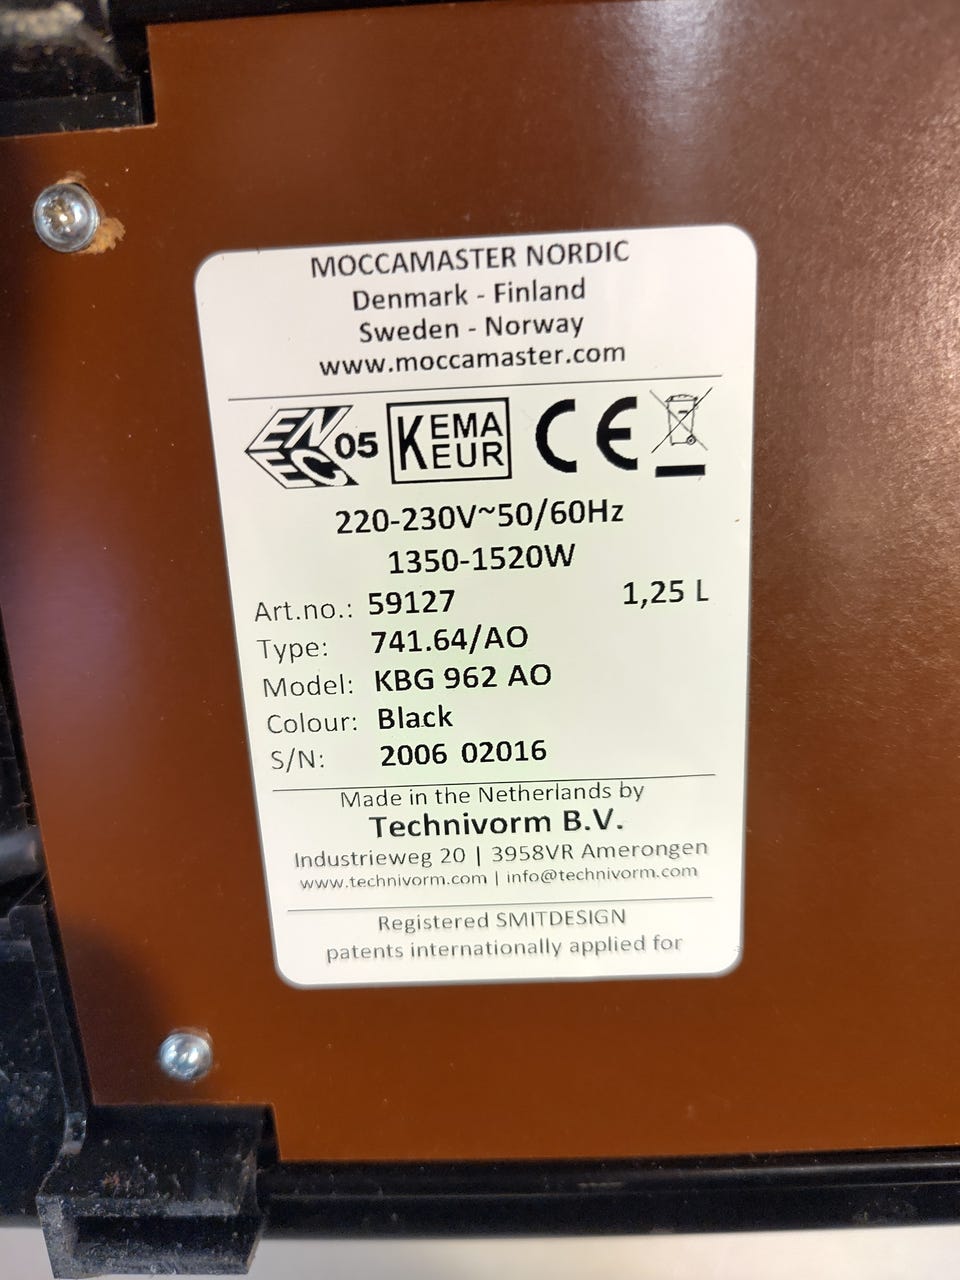 MOCCAMASTER NORDIC
Denmark - Finland
Sweden - Norway
www.moccamaster.com
ENEC 05 KEMA KEUR CE
220-230V~50/60Hz
1350-1520W
Art.no.: 59127 1,25 L
Type: 741.64/AO
Model: KBG 962 AO
Colour: Black
S/N: 2006 02016
Made in the Netherlands by
Technivorm B.V.
Industrieweg 20 | 3958VR Amerongen
www.technivorm.com | info@technivorm.com
Registered SMITDESIGN
patents internationally applied for